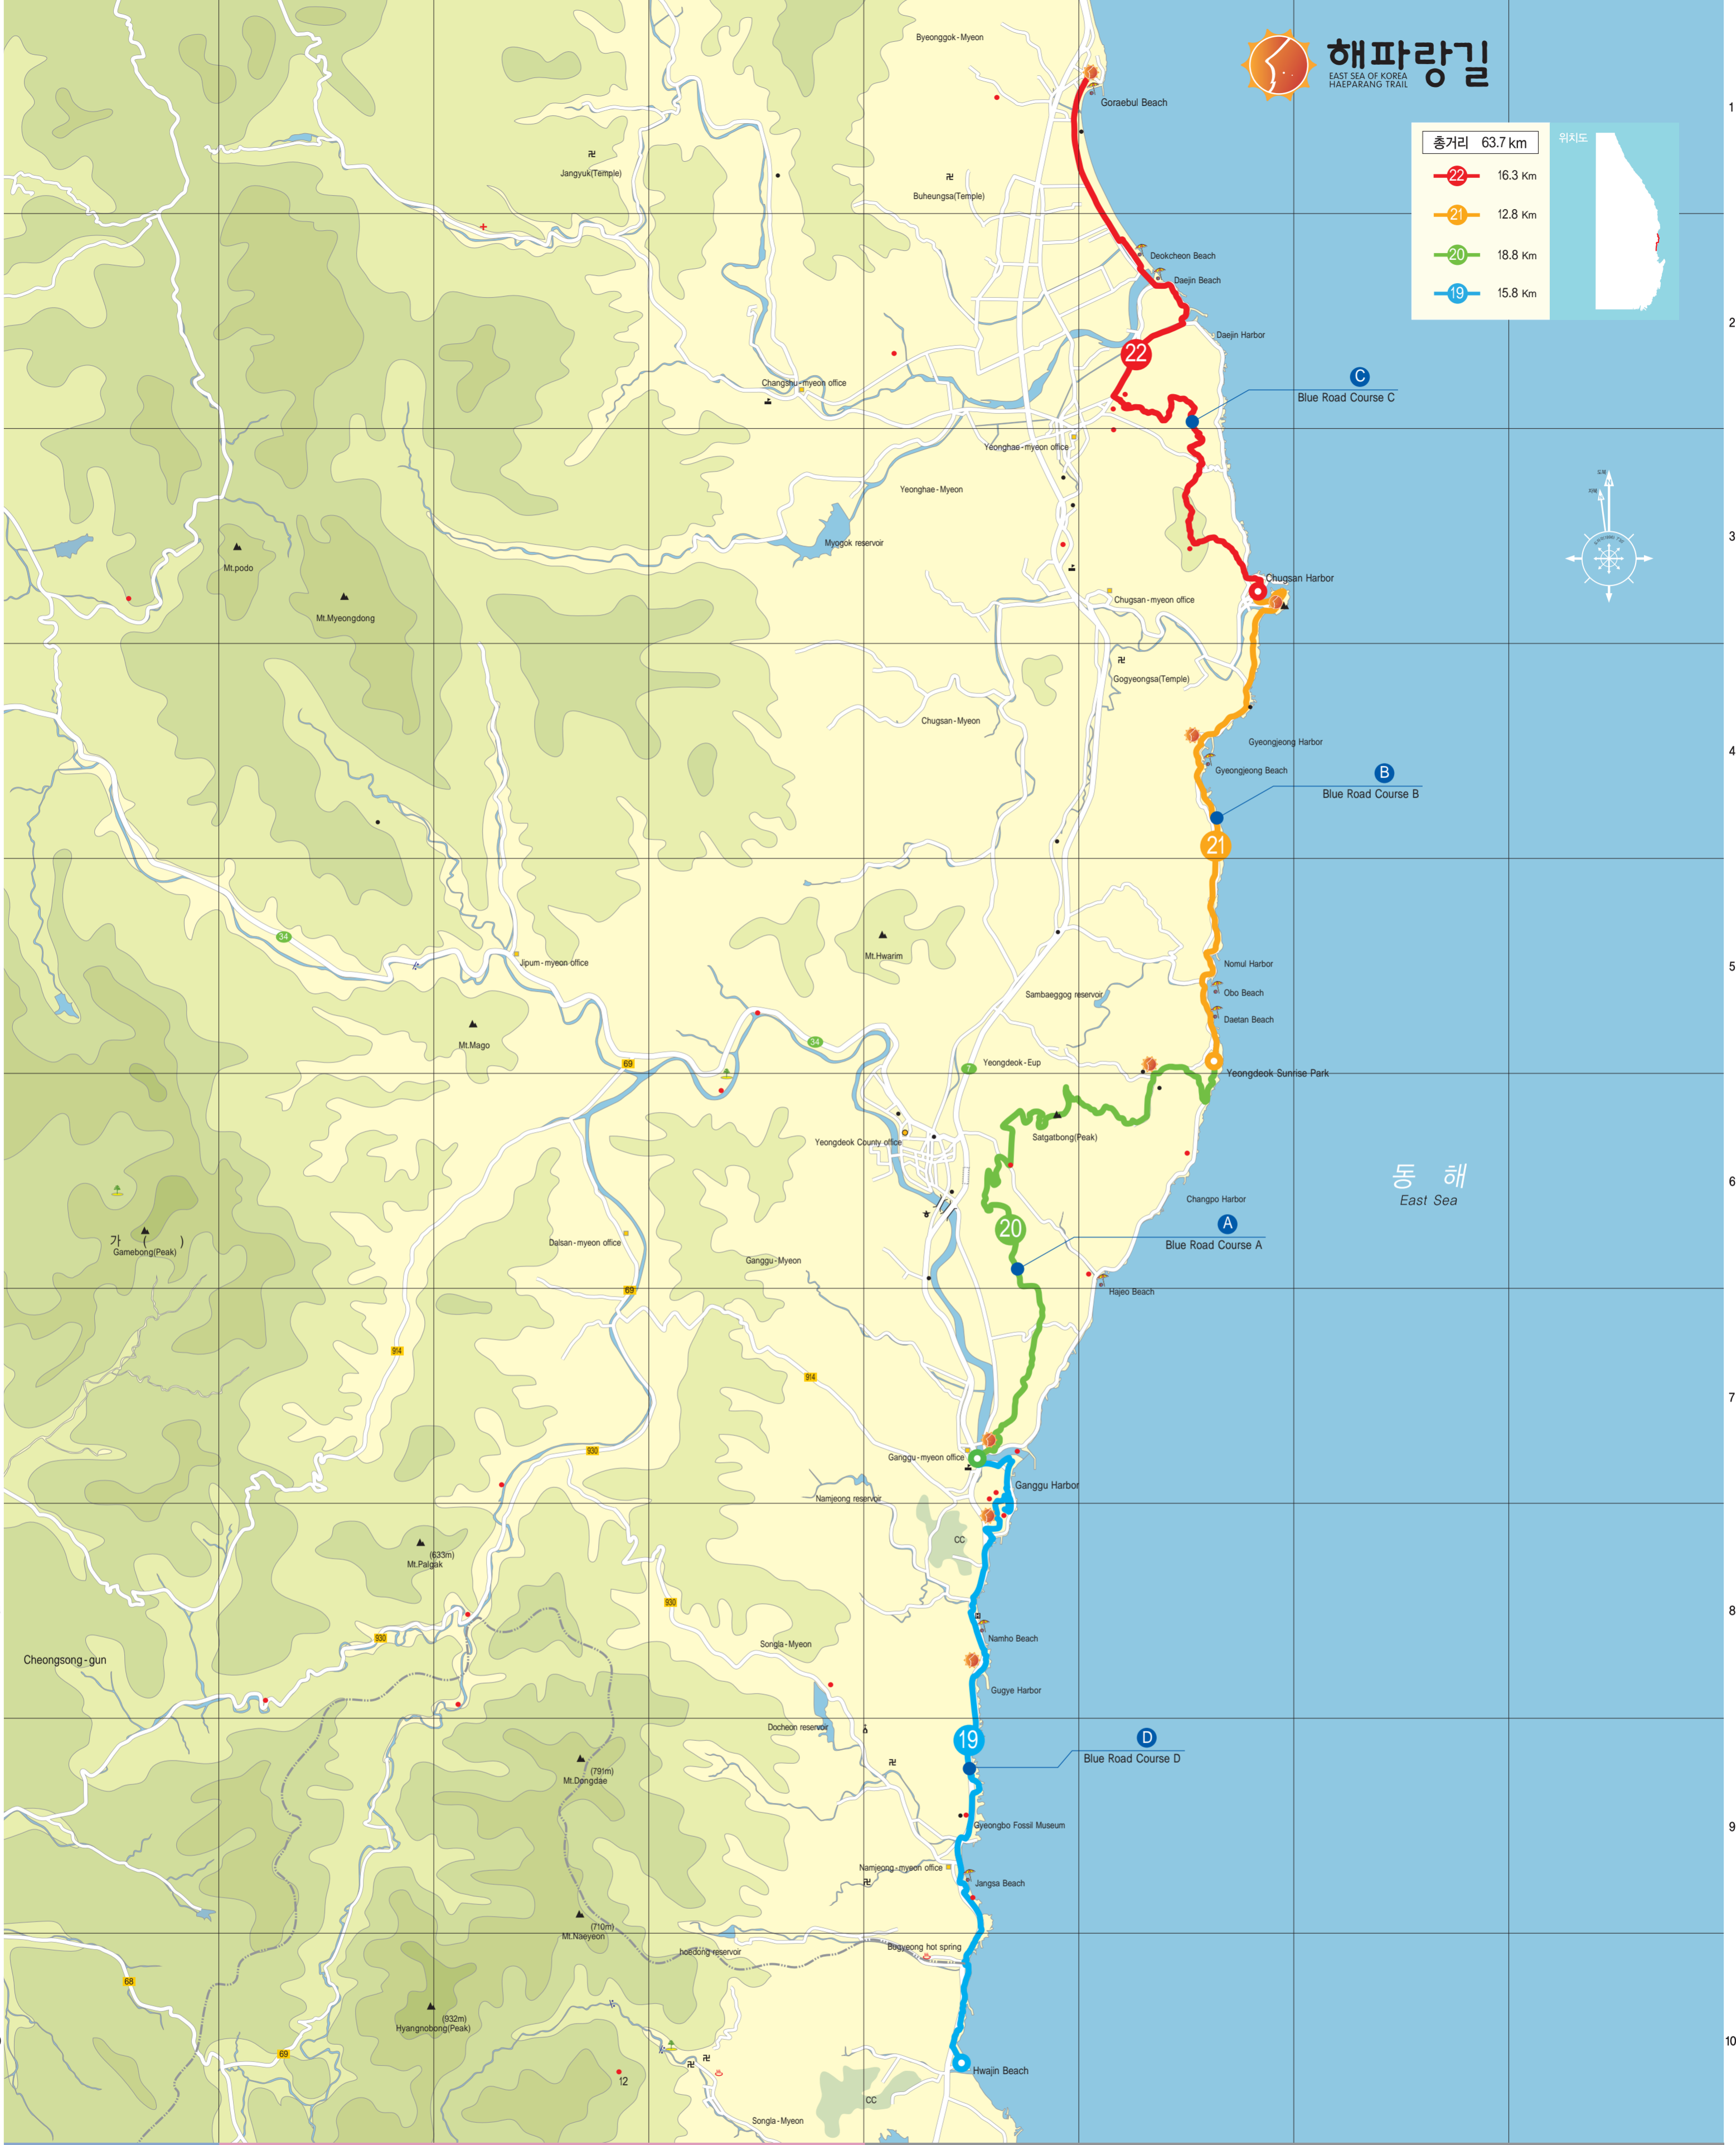 해파랑길
EAST SEA OF KOREA
HAEPARANG TRAIL
총거리 63.7 km
위치도
22 16.3 Km
21 12.8 Km
20 18.8 Km
19 15.8 Km
Byeonggok-Myeon
Goraebul Beach
1
Jangyuk(Temple)
Buheungsa(Temple)
Deokcheon Beach
Daejin Beach
2
Daejin Harbor
22
Changshu-myeon office
C
Blue Road Course C
Yeonghae-myeon office
Yeonghae-Myeon
Myogok reservoir
3
Mt.podo
Chugsan Harbor
Chugsan-myeon office
Mt.Myeongdong
Gogyeongsa(Temple)
Chugsan-Myeon
Gyeongjeong Harbor
4
Gyeongjeong Beach
B
Blue Road Course B
21
34
Mt.Hwarim
Jipum-myeon office
Nomul Harbor
5
Sambaeggog reservoir
Obo Beach
Daetan Beach
Mt.Mago
34
69
7
Yeongdeok-Eup
Yeongdeok Sunrise Park
Satgatbong(Peak)
Yeongdeok County office
동 해
East Sea
6
Changpo Harbor
20
A
Blue Road Course A
가 ( )
Gamebong(Peak)
Dalsan-myeon office
Ganggu-Myeon
69
Hajeo Beach
914
914
7
930
Ganggu-myeon office
Ganggu Harbor
Namjeong reservoir
CC
(633m)
Mt.Palgak
930
8
930
Songla-Myeon
Namho Beach
Cheongsong-gun
Gugye Harbor
Docheon reservoir
19
D
Blue Road Course D
(791m)
Mt.Dongdae
Gyeongbo Fossil Museum
9
Namjeong-myeon office
Jangsa Beach
(710m)
Mt.Naeyeon
Bugyeong hot spring
hoedong reservoir
68
(932m)
Hyangnobong(Peak)
10
69
Hwajin Beach
12
CC
Songla-Myeon